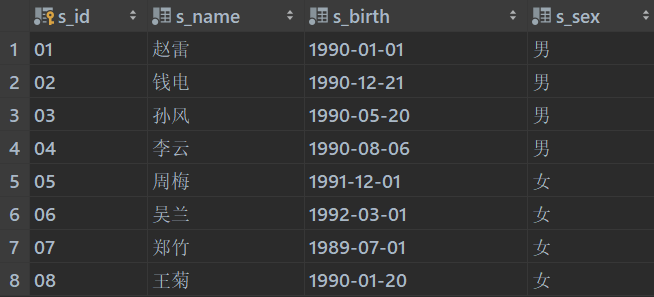 s_id s_name s_birth s_sex
1 01 赵雷 1990-01-01 男
2 02 钱电 1990-12-21 男
3 03 孙风 1990-05-20 男
4 04 李云 1990-08-06 男
5 05 周梅 1991-12-01 女
6 06 吴兰 1992-03-01 女
7 07 郑竹 1989-07-01 女
8 08 王菊 1990-01-20 女